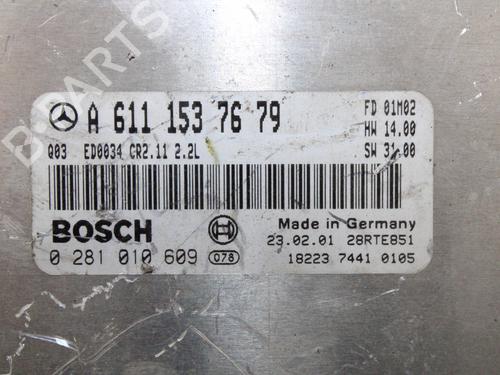 A 611 153 76 79
FD 01M02
HW 14.00
Q03 ED0034 CR2.11 2.2L
SW 31.00
BOSCH
Made in Germany
0 281 010 609 078
23.02.01 28RTE851
18223 7441 0105
B-PARTS